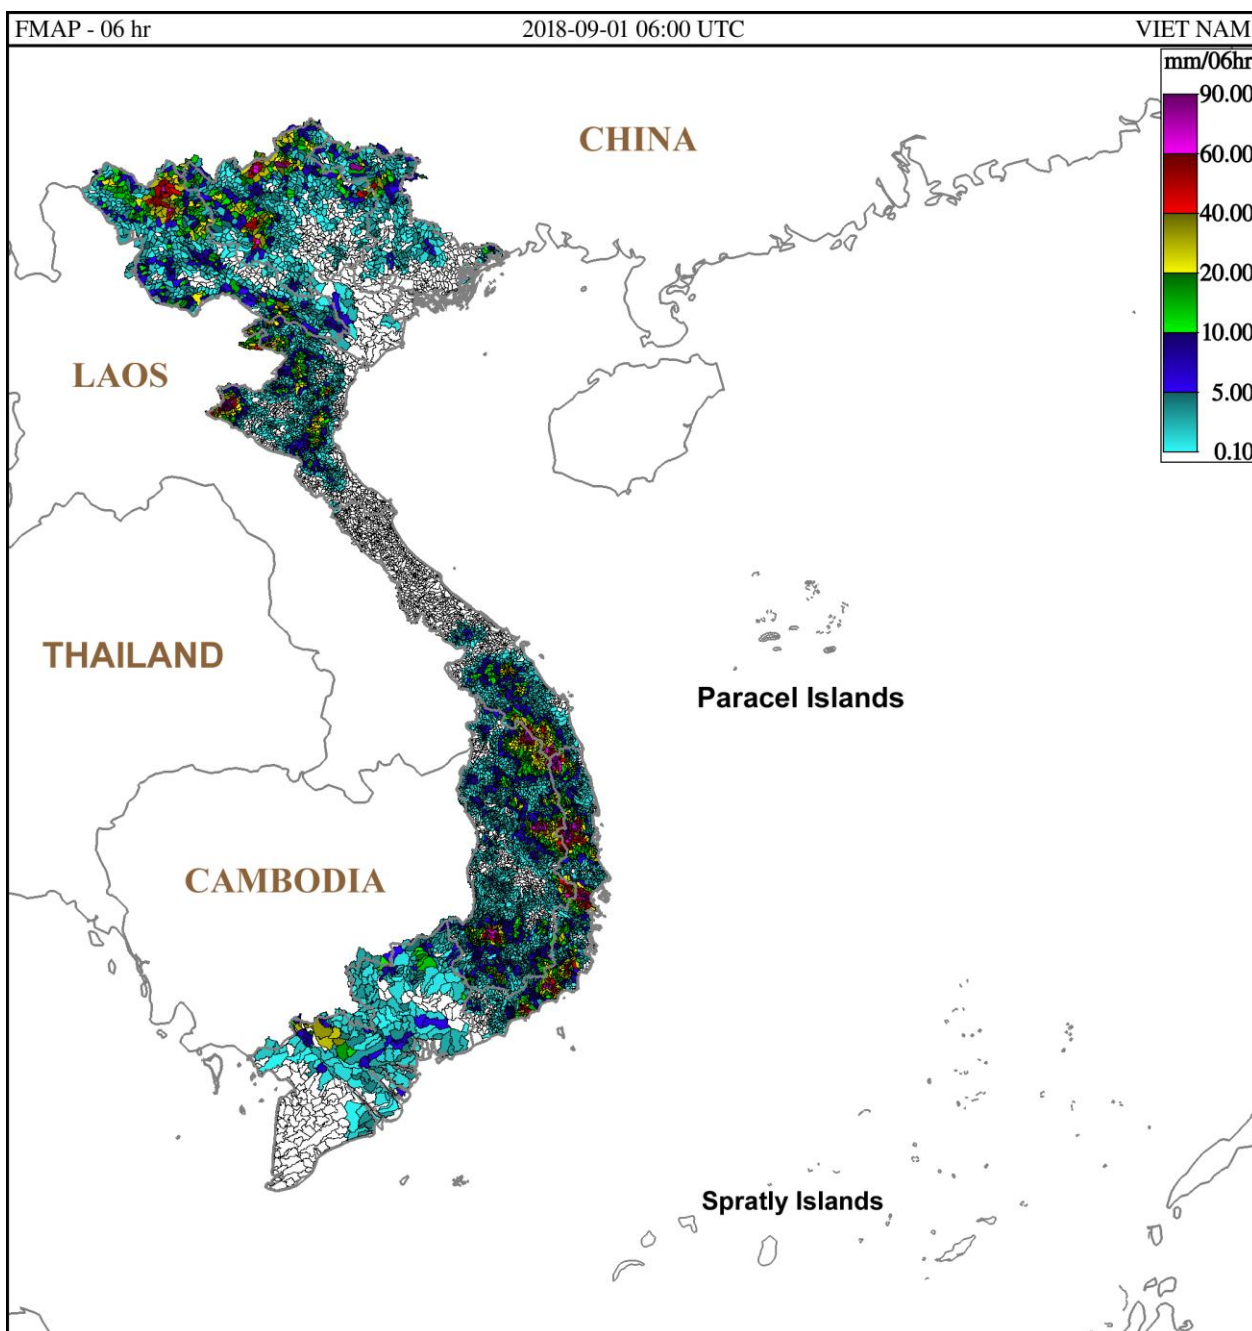 FMAP - 06 hr
2018-09-01 06:00 UTC
VIET NAM
mm/06hr
90.00
60.00
40.00
20.00
10.00
5.00
0.10
CHINA
LAOS
THAILAND
Paracel Islands
CAMBODIA
Spratly Islands